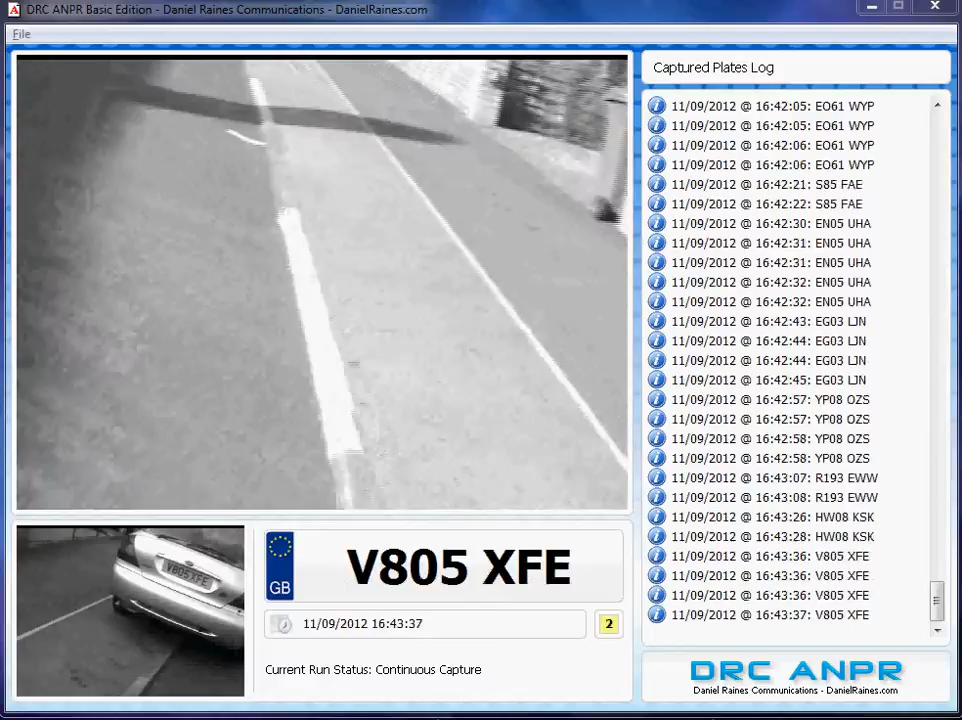 DRC ANPR Basic Edition - Daniel Raines Communications - DanielRaines.com
File
Captured Plates Log
11/09/2012 @ 16:42:05: EO61 WYP
11/09/2012 @ 16:42:05: EO61 WYP
11/09/2012 @ 16:42:06: EO61 WYP
11/09/2012 @ 16:42:06: EO61 WYP
11/09/2012 @ 16:42:21: S85 FAE
11/09/2012 @ 16:42:22: S85 FAE
11/09/2012 @ 16:42:30: EN05 UHA
11/09/2012 @ 16:42:31: EN05 UHA
11/09/2012 @ 16:42:31: EN05 UHA
11/09/2012 @ 16:42:32: EN05 UHA
11/09/2012 @ 16:42:32: EN05 UHA
11/09/2012 @ 16:42:43: EG03 LJN
11/09/2012 @ 16:42:44: EG03 LJN
11/09/2012 @ 16:42:44: EG03 LJN
11/09/2012 @ 16:42:45: EG03 LJN
11/09/2012 @ 16:42:57: YP08 OZS
11/09/2012 @ 16:42:57: YP08 OZS
11/09/2012 @ 16:42:58: YP08 OZS
11/09/2012 @ 16:42:58: YP08 OZS
11/09/2012 @ 16:43:07: R193 EWW
11/09/2012 @ 16:43:08: R193 EWW
11/09/2012 @ 16:43:26: HW08 KSK
11/09/2012 @ 16:43:28: HW08 KSK
11/09/2012 @ 16:43:36: V805 XFE
11/09/2012 @ 16:43:36: V805 XFE
11/09/2012 @ 16:43:36: V805 XFE
11/09/2012 @ 16:43:37: V805 XFE
V805 XFE
GB
V805 XFE
11/09/2012 16:43:37
2
Current Run Status: Continuous Capture
DRC ANPR
Daniel Raines Communications - DanielRaines.com